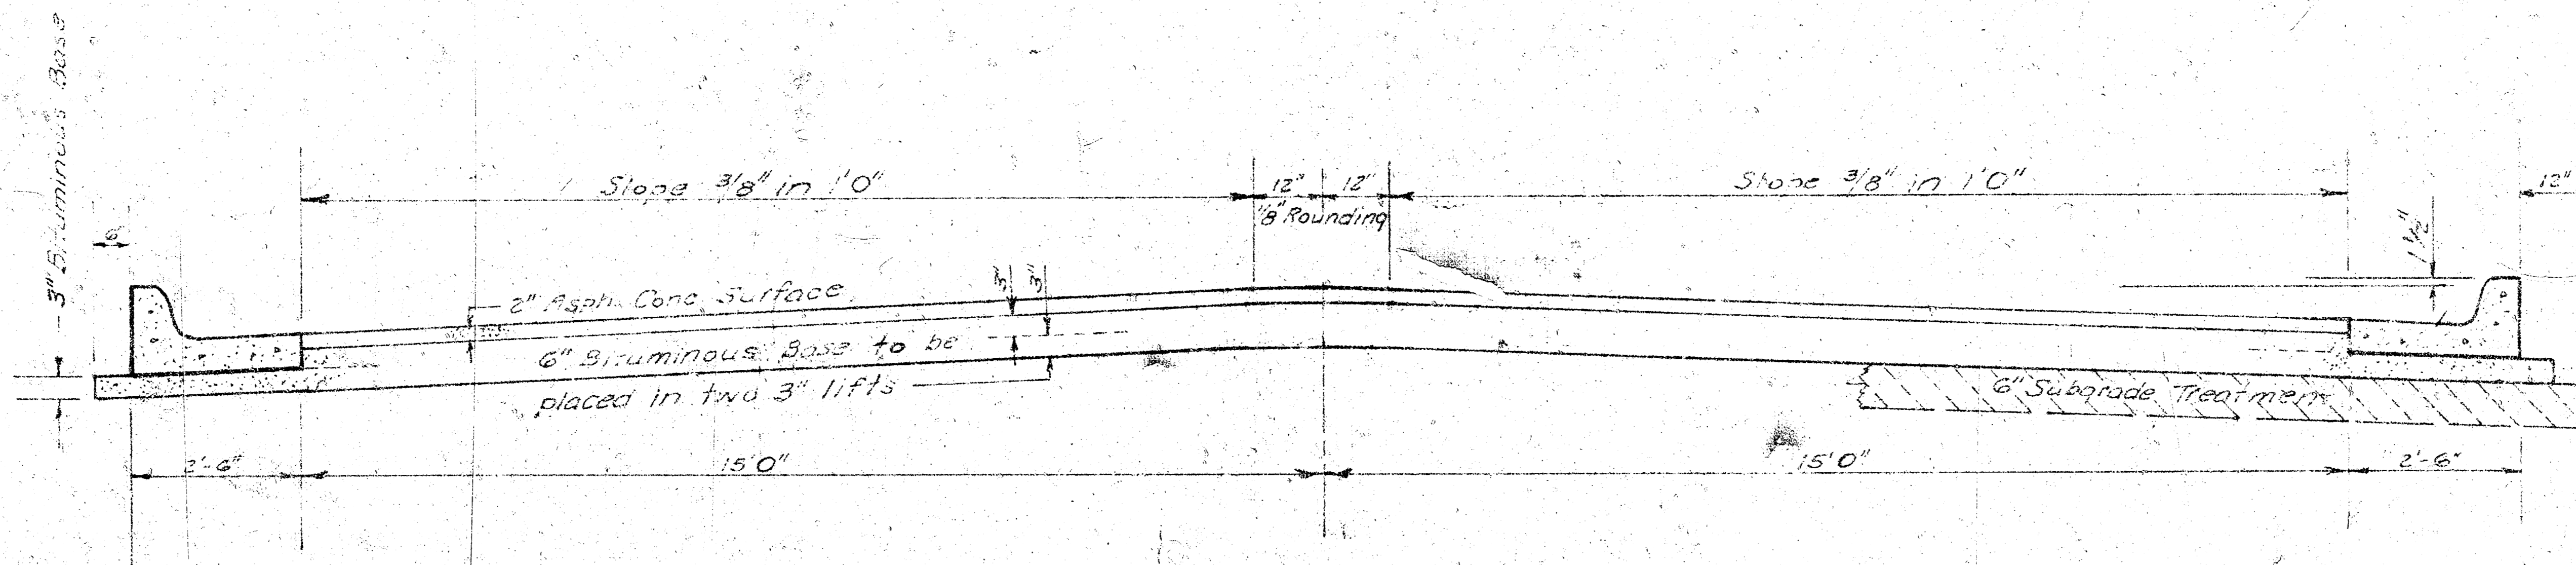 3" Bituminous Base
Slope 3/8" in 1'0"
12" 12"
Slope 3/8" in 1'0"
12"
1/8" Rounding
6"
1 1/2"
3" 3"
2" Asph. Conc. Surface
6" Bituminous Base to be
placed in two 3" lifts
6" Subgrade Treatment
2'-6"
15'0"
15'0"
2'-6"